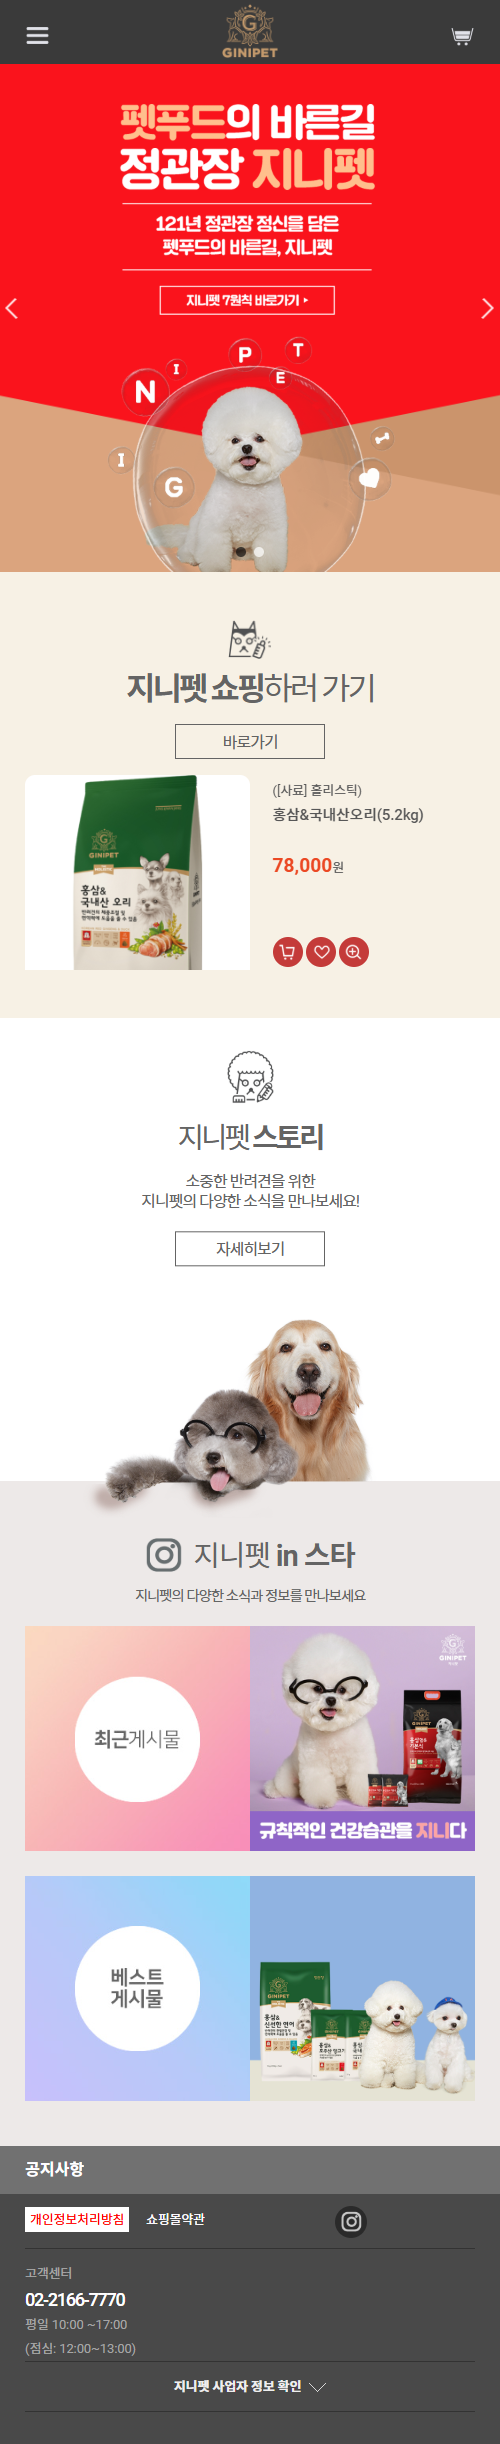 GINIPET
펫푸드의 바른길
정관장 지니펫
121년 정관장 정신을 담은
펫푸드의 바른길, 지니펫
지니펫 7원칙 바로가기
G
I
N
I
P
E
T
지니펫 쇼핑하러 가기
바로가기
GINIPET
홍삼&
국내산 오리
([사료] 홀리스틱)
홍삼&국내산오리(5.2kg)
78,000원
지니펫 스토리
소중한 반려견을 위한
지니펫의 다양한 소식을 만나보세요!
자세히보기
지니펫 in 스타
지니펫의 다양한 소식과 정보를 만나보세요
최근게시물
GINIPET
GINIPET
규칙적인 건강습관을 지니다
베스트
게시물
GINIPET
홍삼&
신선한 연어
공지사항
개인정보처리방침
쇼핑몰약관
고객센터
02-2166-7770
평일 10:00 ~17:00
(점심: 12:00~13:00)
지니펫 사업자 정보 확인